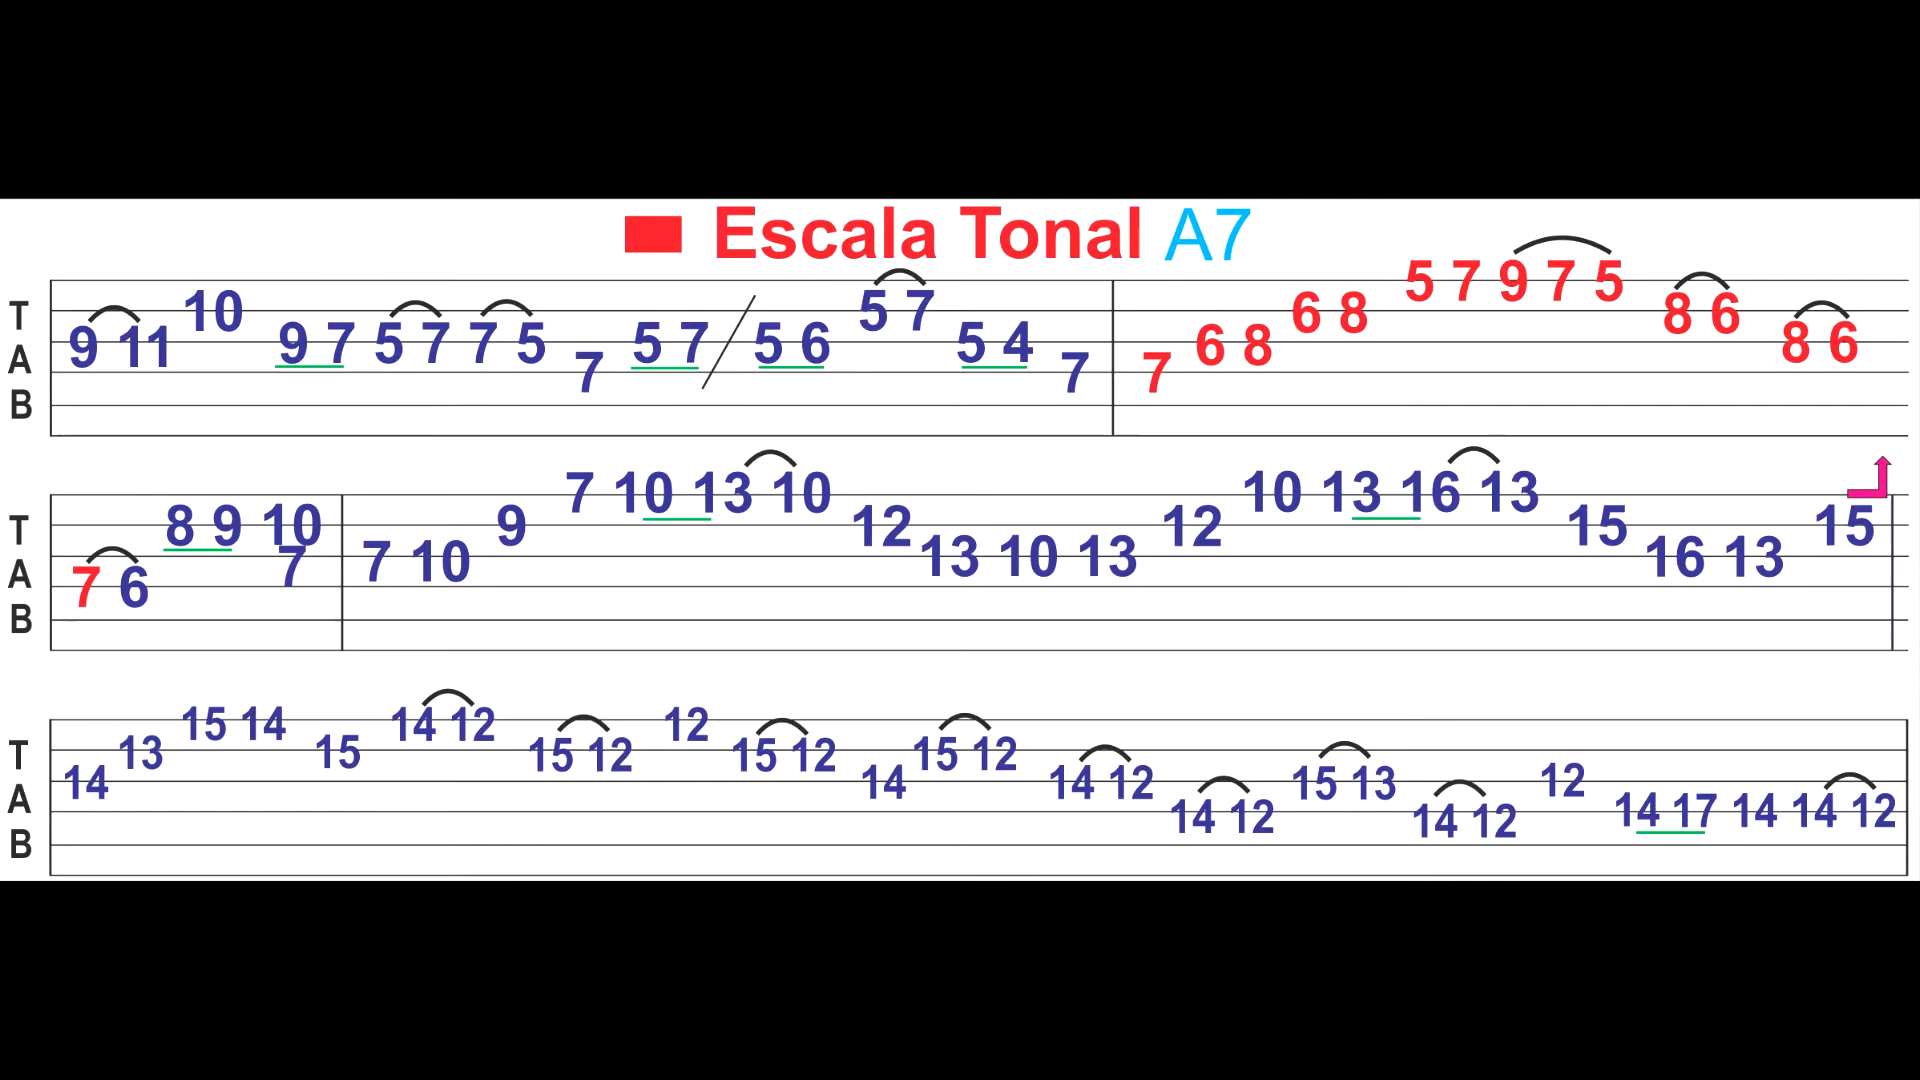 Escala Tonal A7
5 7 9 7 5
10 5 7 6 8 8 6
T 9 11 9 7 5 7 7 5 5 7 5 6 5 4 6 8 8 6
A 7 7 7
B
7 10 13 10 10 13 16 13
T 8 9 10 9 12 12 15 15
A 7 6 7 7 10 13 10 13 16 13
B
15 14 14 12 12
T 13 15 15 12 15 12 15 12
A 14 14 14 12 15 13 12
14 12 14 12 14 17 14 14 12
B